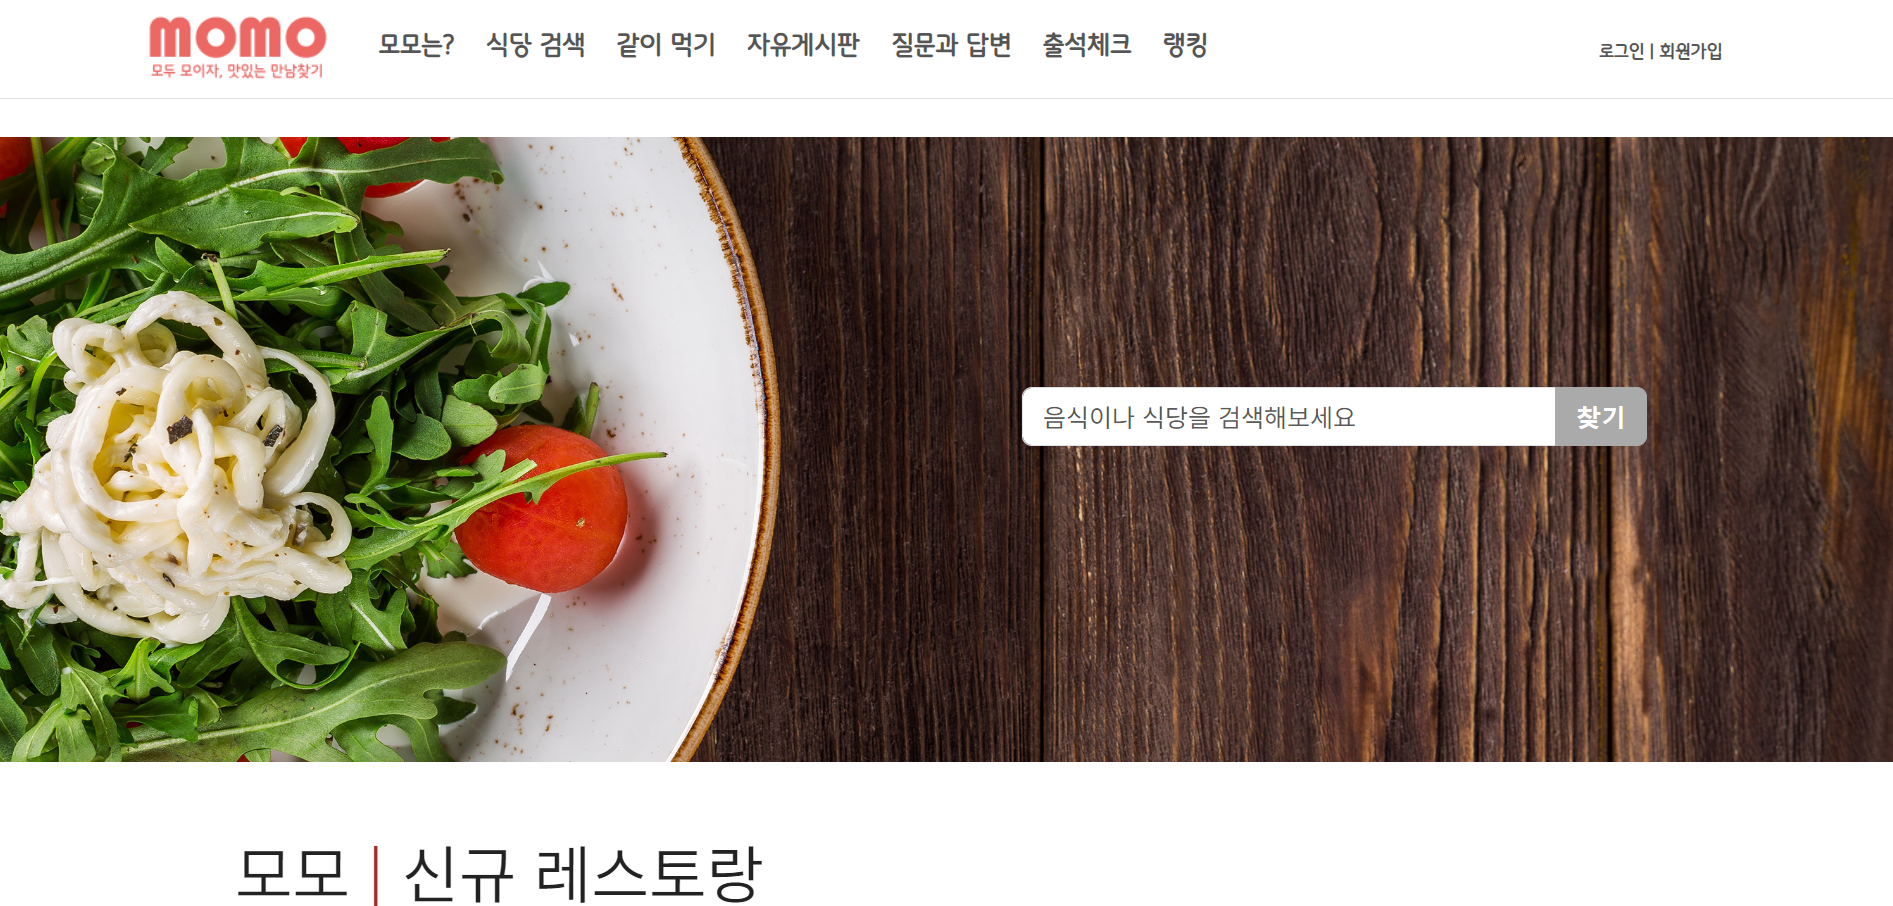 momo
모두 모이자, 맛있는 만남찾기
모모는? 식당 검색 같이 먹기 자유게시판 질문과 답변 출석체크 랭킹
로그인 | 회원가입
음식이나 식당을 검색해보세요 찾기
모모 | 신규 레스토랑